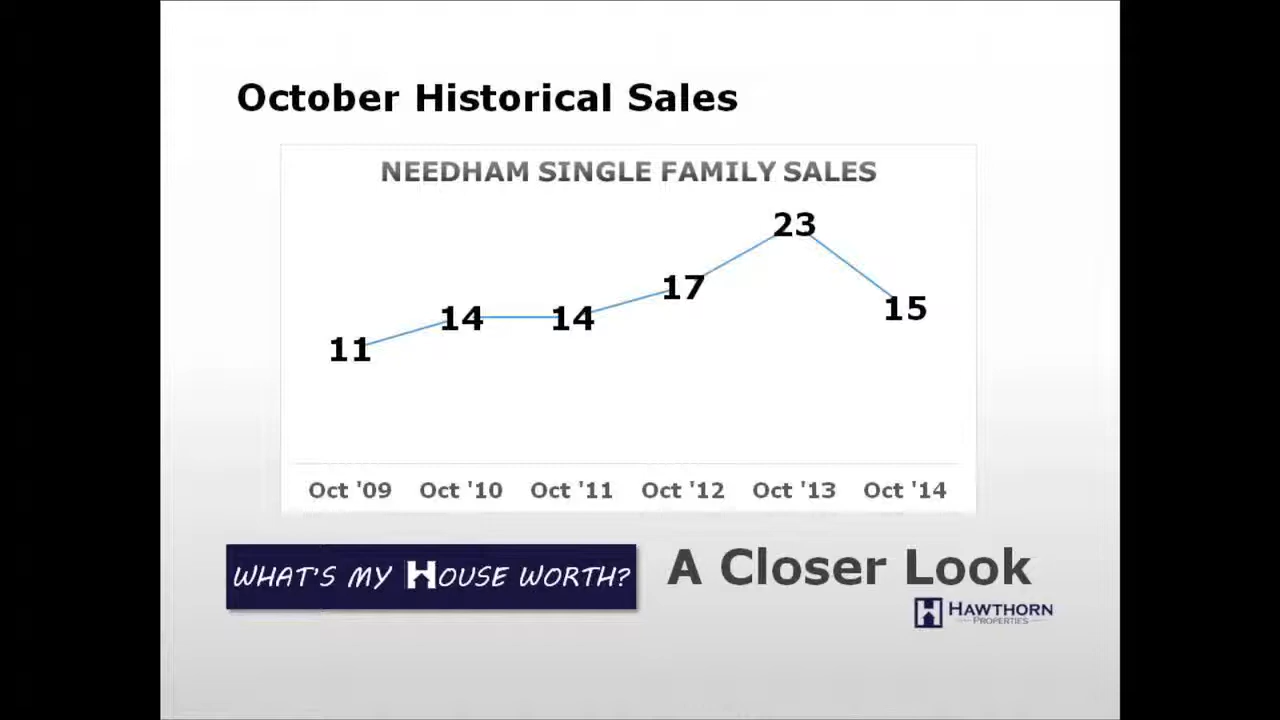 October Historical Sales
NEEDHAM SINGLE FAMILY SALES
23
17
14
14
15
11
Oct '09 Oct '10 Oct '11 Oct '12 Oct '13 Oct '14
WHAT'S MY HOUSE WORTH?
A Closer Look
HAWTHORN
PROPERTIES